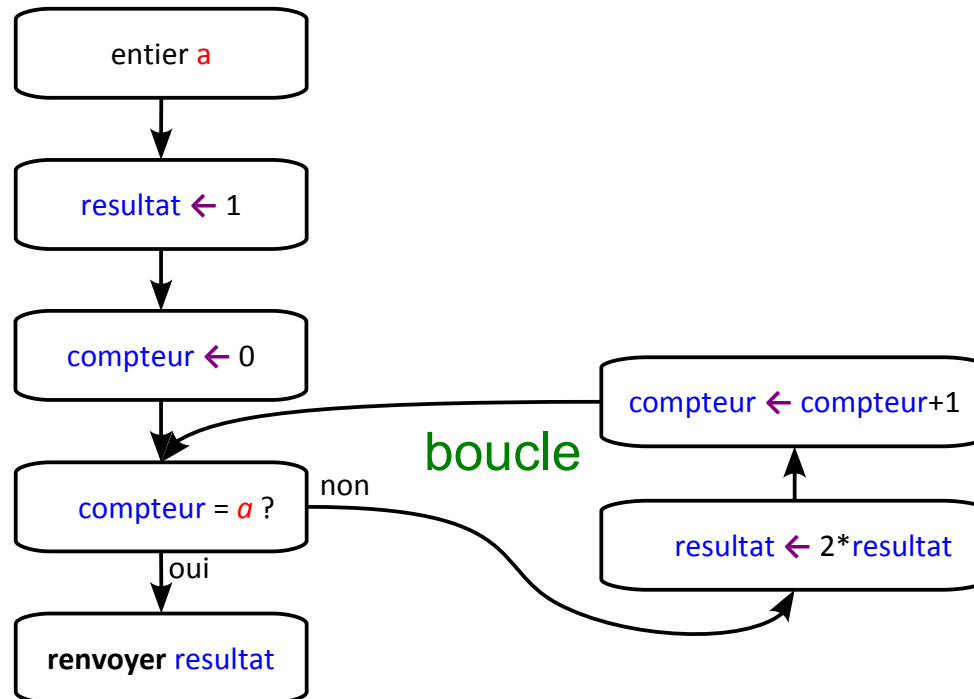 entier a
resultat ← 1
compteur ← 0
compteur = a ?
oui
renvoyer resultat
non
resultat ← 2*resultat
compteur ← compteur+1
boucle